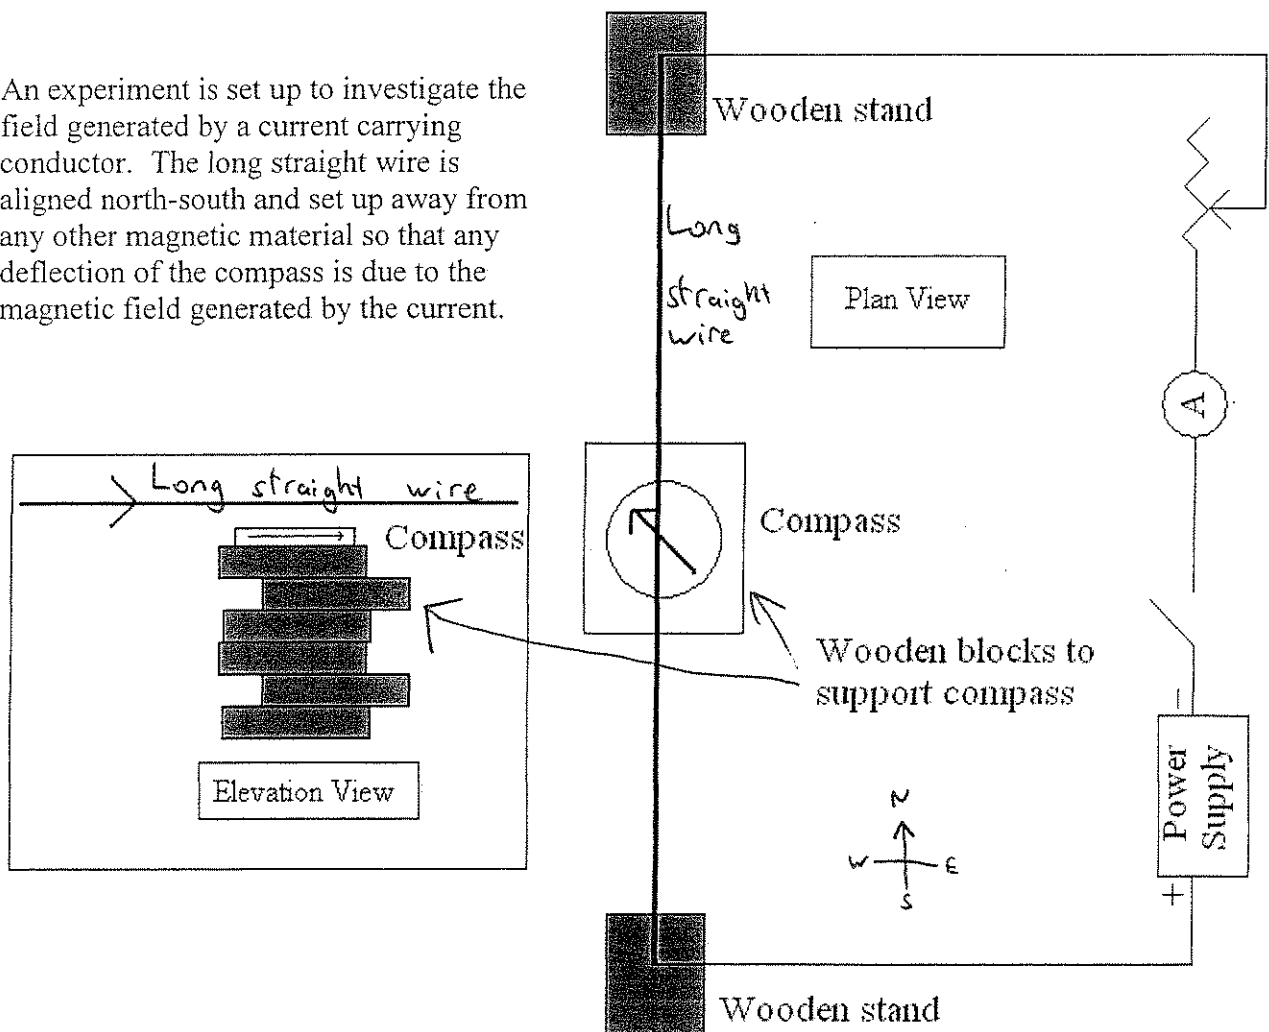 An experiment is set up to investigate the
field generated by a current carrying
conductor. The long straight wire is
aligned north-south and set up away from
any other magnetic material so that any
deflection of the compass is due to the
magnetic field generated by the current.
Wooden stand
Long
straight
wire
Plan View
A
Long straight wire
Compass
Elevation View
Compass
Wooden blocks to
support compass
N
W E
S
-
Power
Supply
+
Wooden stand